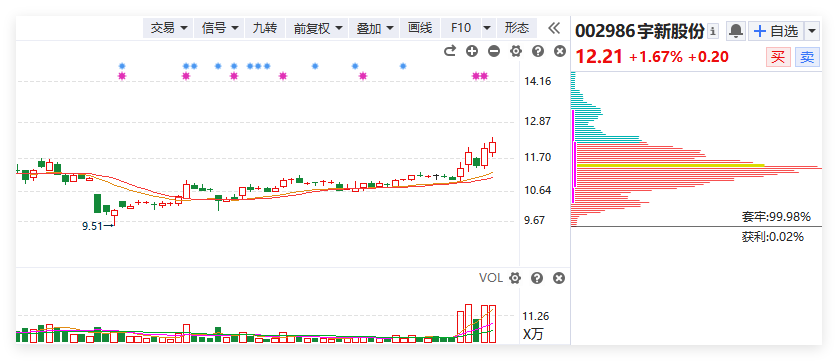 交易 信号 九转 前复权 叠加 画线 F10 形态
002986宇新股份 自选
12.21 +1.67% +0.20 买 卖
14.16
12.87
11.70
10.64
9.67
9.51
套牢:99.98%
获利:0.02%
VOL
11.26
X万